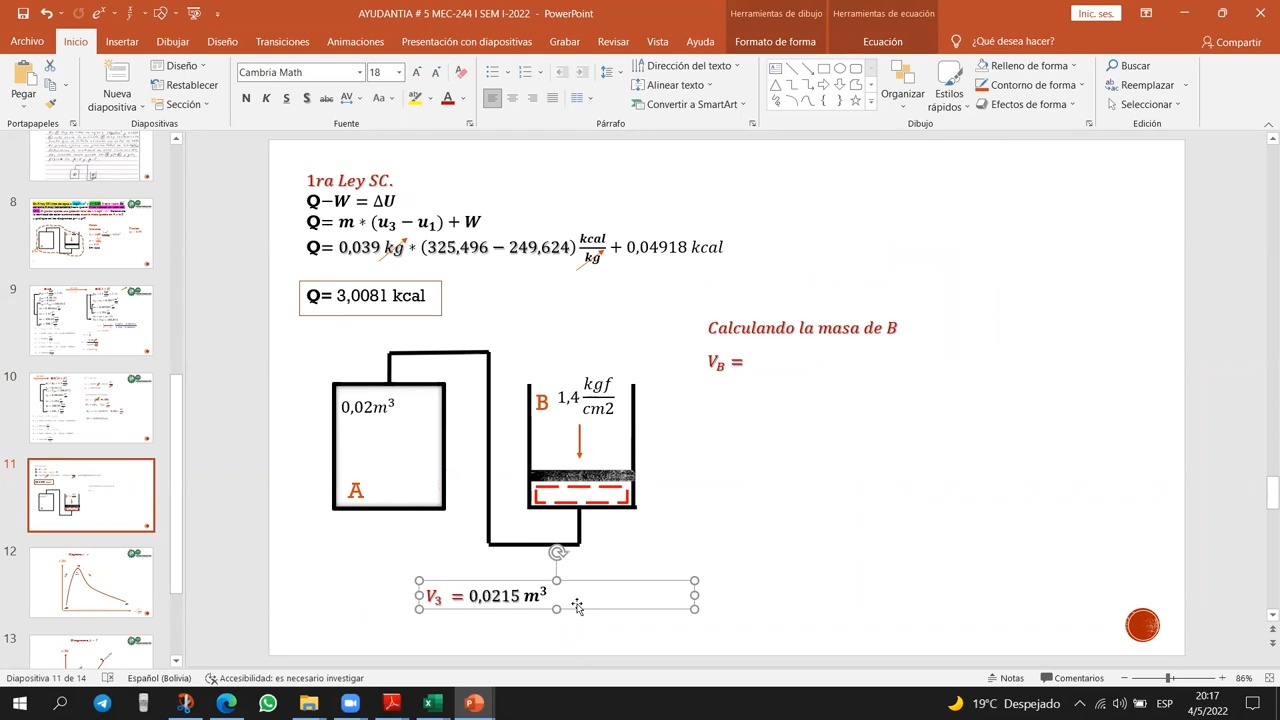 AYUDANTIA # 5 MEC-244 I SEM I-2022 - PowerPoint
Herramientas de dibujo
Herramientas de ecuación
Inic. ses.
Archivo
Inicio
Insertar
Dibujar
Diseño
Transiciones
Animaciones
Presentación con diapositivas
Grabar
Revisar
Vista
Ayuda
Formato de forma
Ecuación
¿Qué desea hacer?
Compartir
Pegar
Nueva diapositiva
Diseño
Restablecer
Sección
Cambria Math
18
N K S S abc AV Aa A
Dirección del texto
Alinear texto
Convertir a SmartArt
Organizar
Estilos rápidos
Relleno de forma
Contorno de forma
Efectos de forma
Buscar
Reemplazar
Seleccionar
Portapapeles
Diapositivas
Fuente
Párrafo
Dibujo
Edición
8
9
10
11
12
13
1ra Ley SC.
Q−W = ΔU
Q= m ∗ (u₃ − u₁) + W
Q= 0,039 kg ∗ (325,496 − 249,624) kcal/kg + 0,04918 kcal
Q= 3,0081 kcal
Calculando la masa de B
V_B =
0,02m³
A
B 1,4 kgf/cm2
V₃ = 0,0215 m³
Diapositiva 11 de 14
Español (Bolivia)
Accesibilidad: es necesario investigar
Notas
Comentarios
86%
19°C Despejado
ESP
20:17
4/5/2022